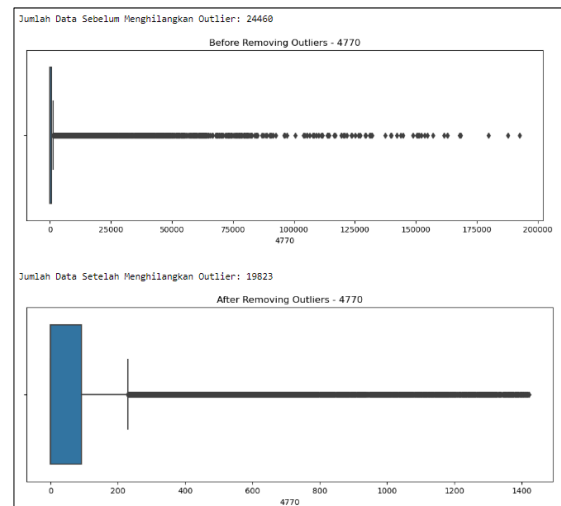 Jumlah Data Sebelum Menghilangkan Outlier: 24460
Before Removing Outliers - 4770
0 25000 50000 75000 100000 125000 150000 175000 200000
4770
Jumlah Data Setelah Menghilangkan Outlier: 19823
After Removing Outliers - 4770
0 200 400 600 800 1000 1200 1400
4770